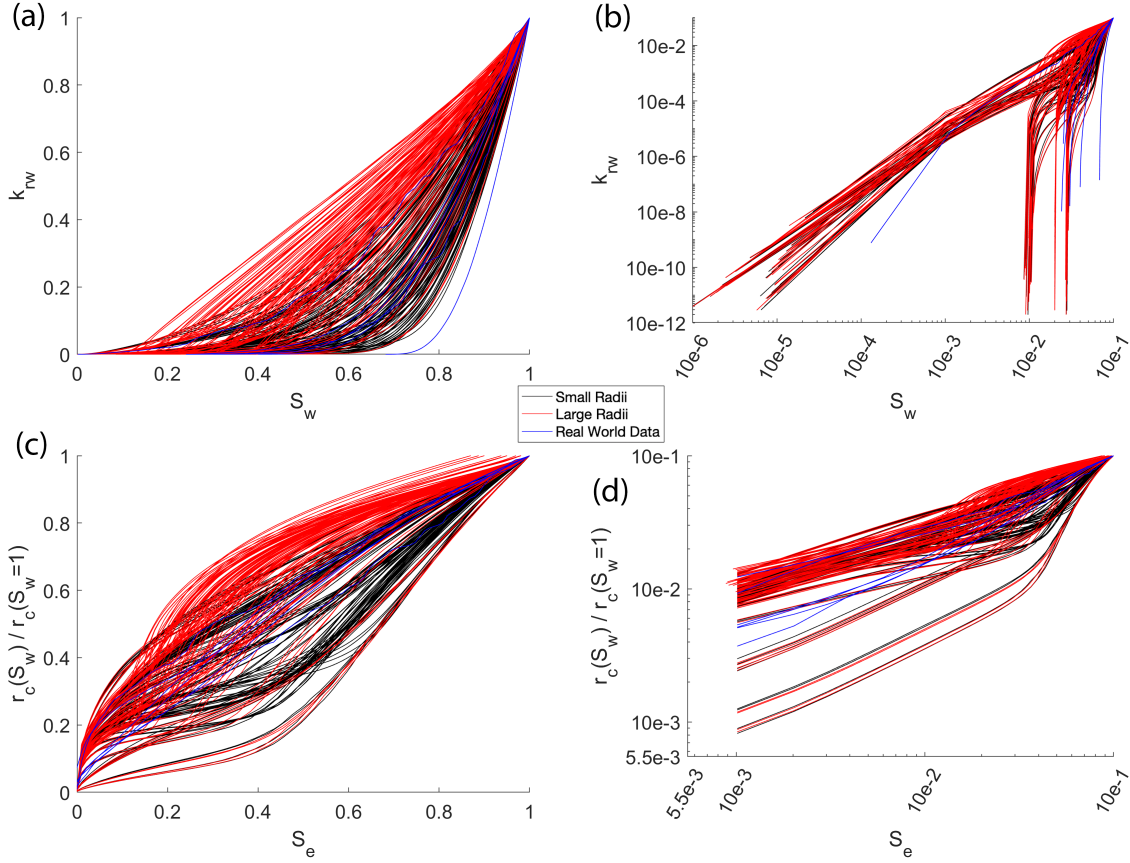 (a)
1
0.8
0.6
0.4
0.2
0
k_rw
0 0.2 0.4 0.6 0.8 1
S_w
(b)
10e-2
10e-4
10e-6
10e-8
10e-10
10e-12
k_rw
10e-6 10e-5 10e-4 10e-3 10e-2 10e-1
S_w
Small Radii
Large Radii
Real World Data
(c)
1
0.8
0.6
0.4
0.2
0
r_c(S_w) / r_c(S_w=1)
0 0.2 0.4 0.6 0.8 1
S_e
(d)
10e-1
10e-2
10e-3
5.5e-3
r_c(S_w) / r_c(S_w=1)
5.5e-3 10e-3 10e-2 10e-1
S_e